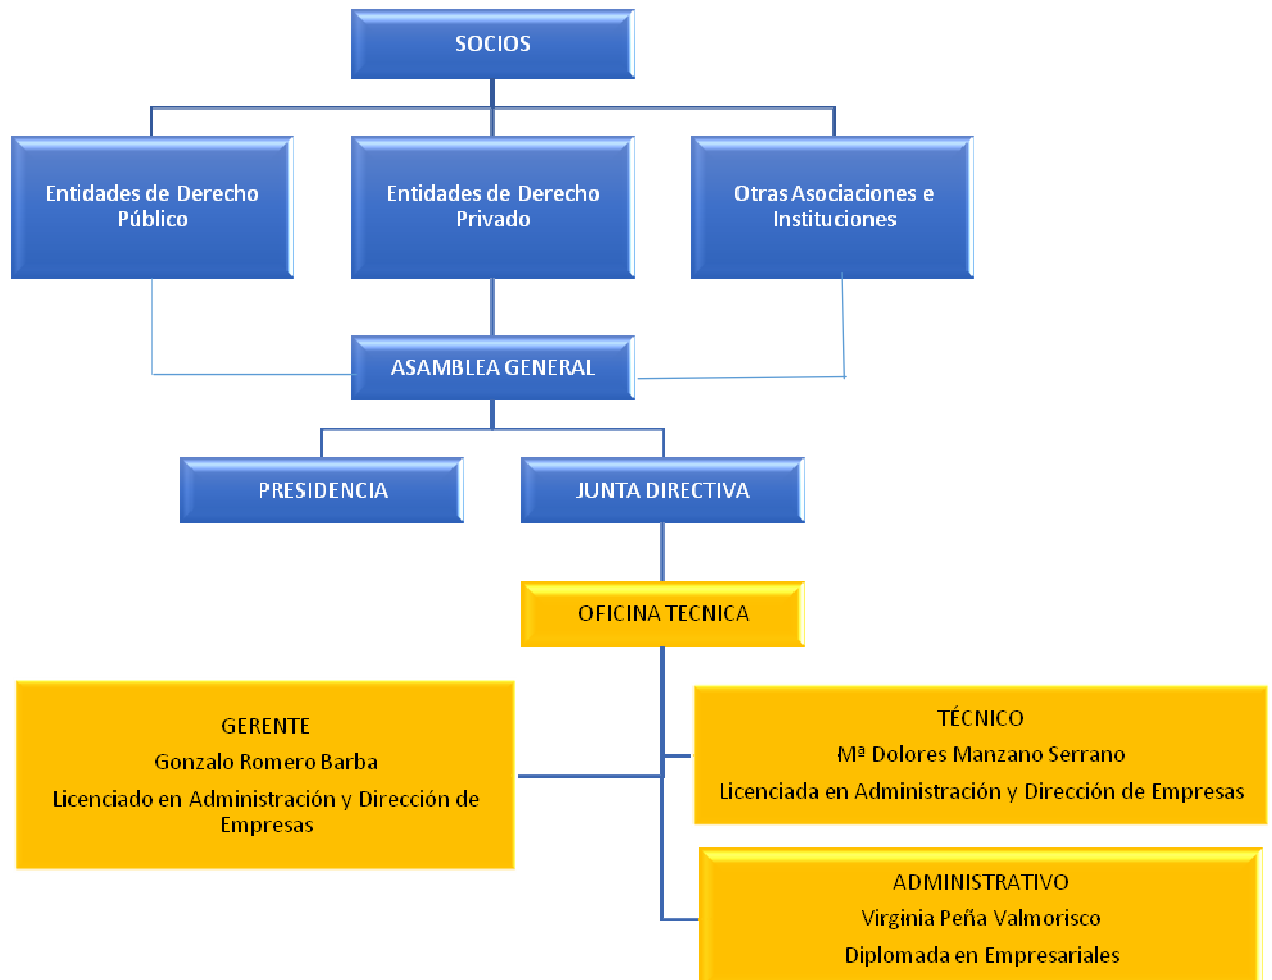 SOCIOS
Entidades de Derecho
Público
Entidades de Derecho
Privado
Otras Asociaciones e
Instituciones
ASAMBLEA GENERAL
PRESIDENCIA
JUNTA DIRECTIVA
OFICINA TECNICA
GERENTE
Gonzalo Romero Barba
Licenciado en Administración y Dirección de
Empresas
TÉCNICO
Mª Dolores Manzano Serrano
Licenciada en Administración y Dirección de Empresas
ADMINISTRATIVO
Virginia Peña Valmorisco
Diplomada en Empresariales